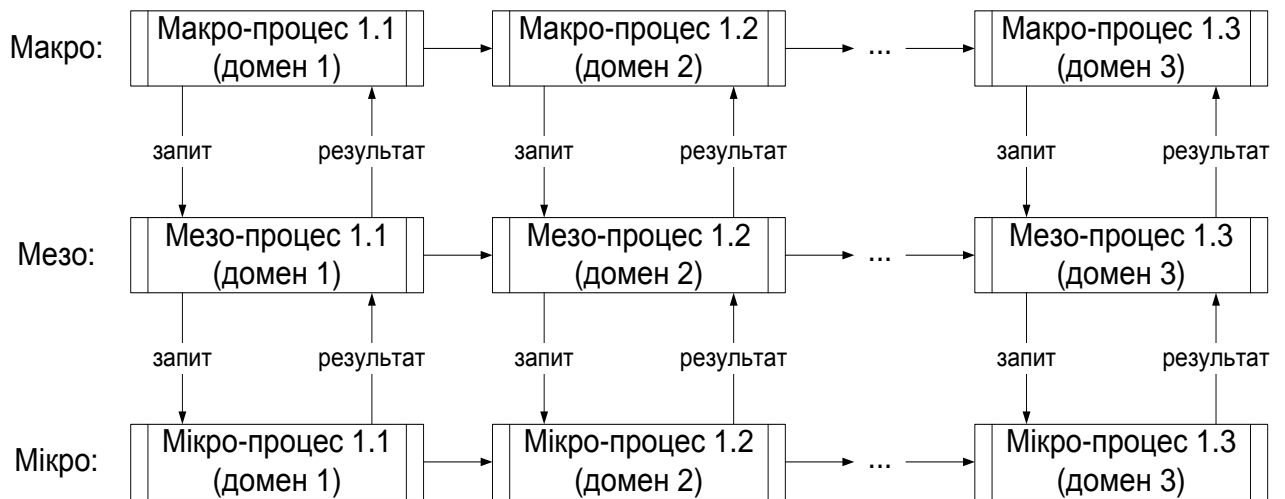 Макро:
Макро-процес 1.1
(домен 1)
Макро-процес 1.2
(домен 2)
...
Макро-процес 1.3
(домен 3)
запит
результат
запит
результат
запит
результат
Мезо:
Мезо-процес 1.1
(домен 1)
Мезо-процес 1.2
(домен 2)
...
Мезо-процес 1.3
(домен 3)
запит
результат
запит
результат
запит
результат
Мікро:
Мікро-процес 1.1
(домен 1)
Мікро-процес 1.2
(домен 2)
...
Мікро-процес 1.3
(домен 3)